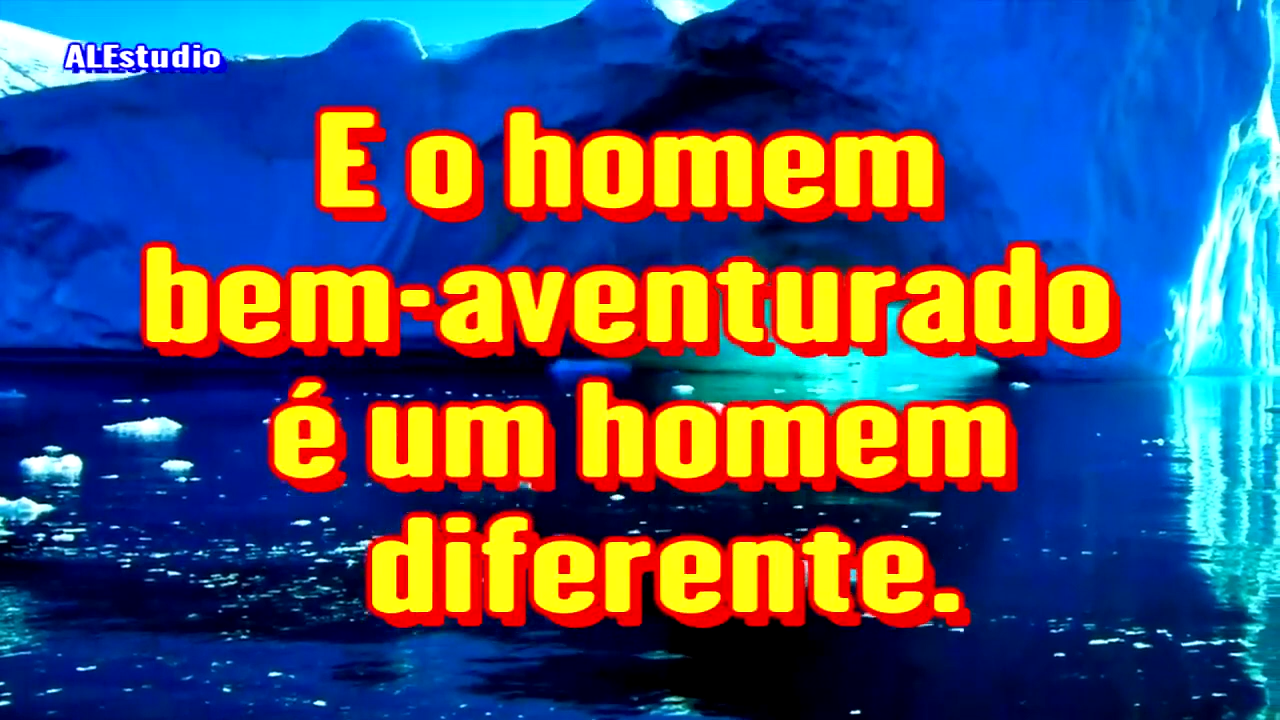 ALEstudio
E o homem
bem-aventurado
é um homem
diferente.